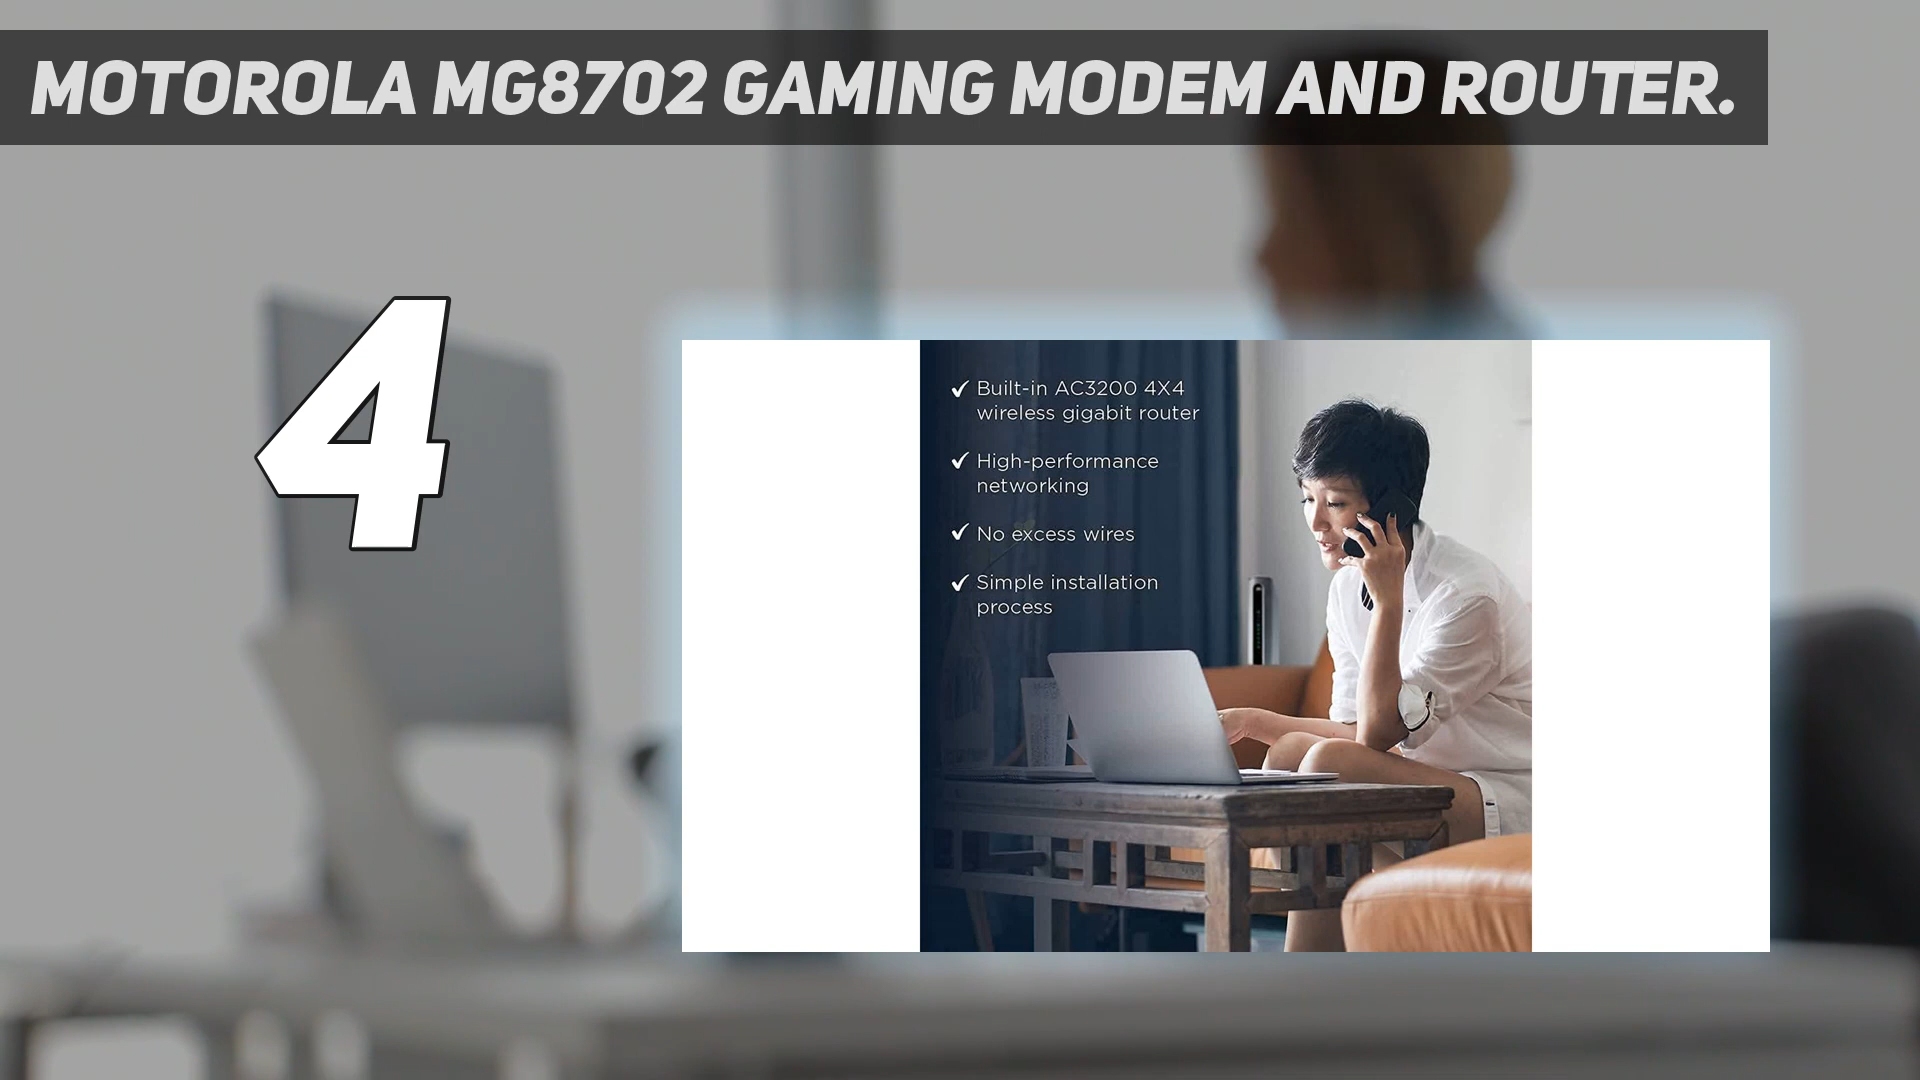 MOTOROLA MG8702 GAMING MODEM AND ROUTER.
4
Built-in AC3200 4X4
wireless gigabit router
High-performance
networking
No excess wires
Simple installation
process